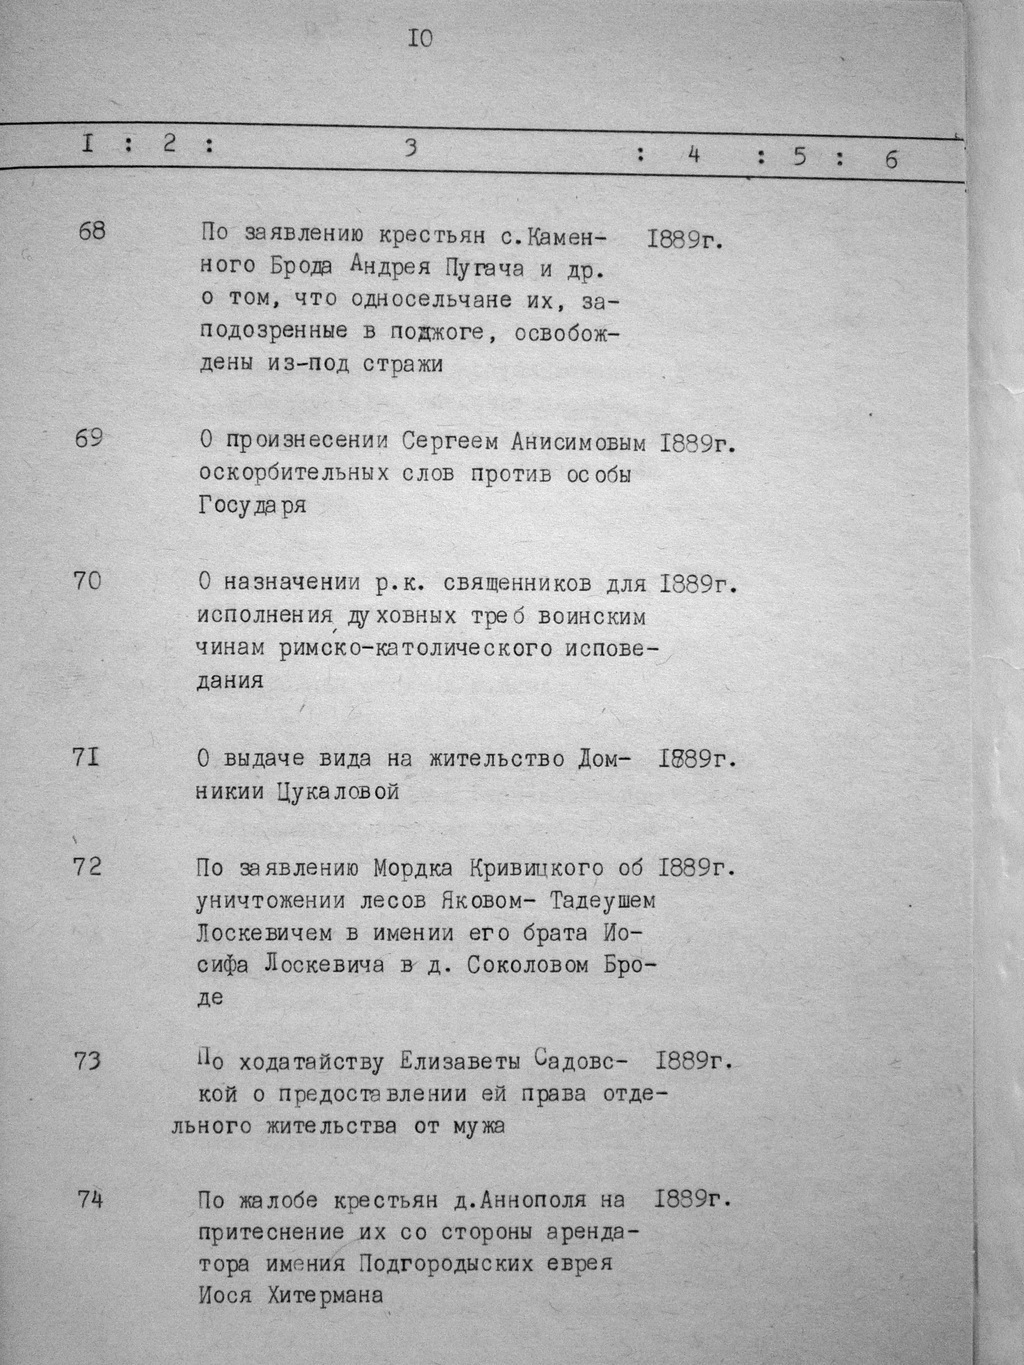 10
1 : 2 : 3 : 4 : 5 : 6
68 По заявлению крестьян с.Камен- 1889г.
ного Брода Андрея Пугача и др.
о том, что односельчане их, за-
подозренные в поджоге, освобож-
дены из-под стражи
69 О произнесении Сергеем Анисимовым 1889г.
оскорбительных слов против особы
Государя
70 О назначении р.к. священников для 1889г.
исполнения духовных треб воинским
чинам римско-католического испове-
дания
71 О выдаче вида на жительство Дом- 1889г.
никии Цукаловой
72 По заявлению Мордка Кривицкого об 1889г.
уничтожении лесов Яковом- Тадеушем
Лоскевичем в имении его брата Ио-
сифа Лоскевича в д. Соколовом Бро-
де
73 По ходатайству Елизаветы Садовс- 1889г.
кой о предоставлении ей права отде-
льного жительства от мужа
74 По жалобе крестьян д.Аннополя на 1889г.
притеснение их со стороны аренда-
тора имения Подгородыских еврея
Иося Хитермана